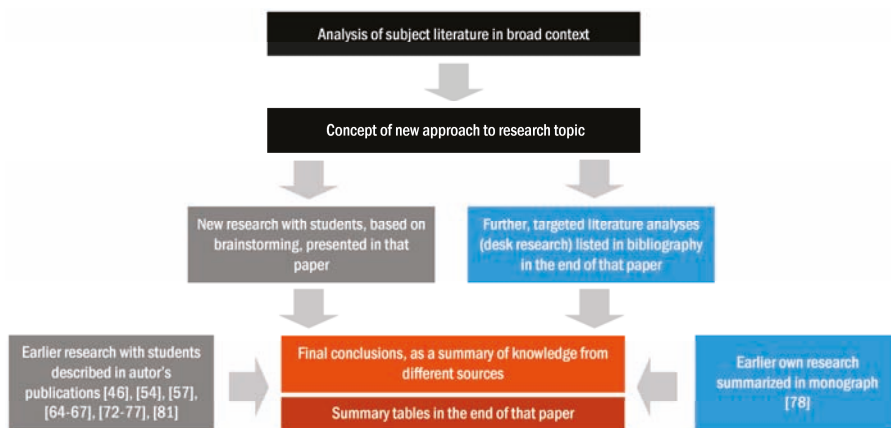 Analysis of subject literature in broad context
Concept of new approach to research topic
New research with students, based on
brainstorming, presented in that
paper
Further, targeted literature analyses
(desk research) listed in bibliography
in the end of that paper
Earlier research with students
described in autor's
publications [46], [54], [57],
[64-67], [72-77], [81]
Final conclusions, as a summary of knowledge from
different sources
Summary tables in the end of that paper
Earlier own research
summarized in monograph
[78]